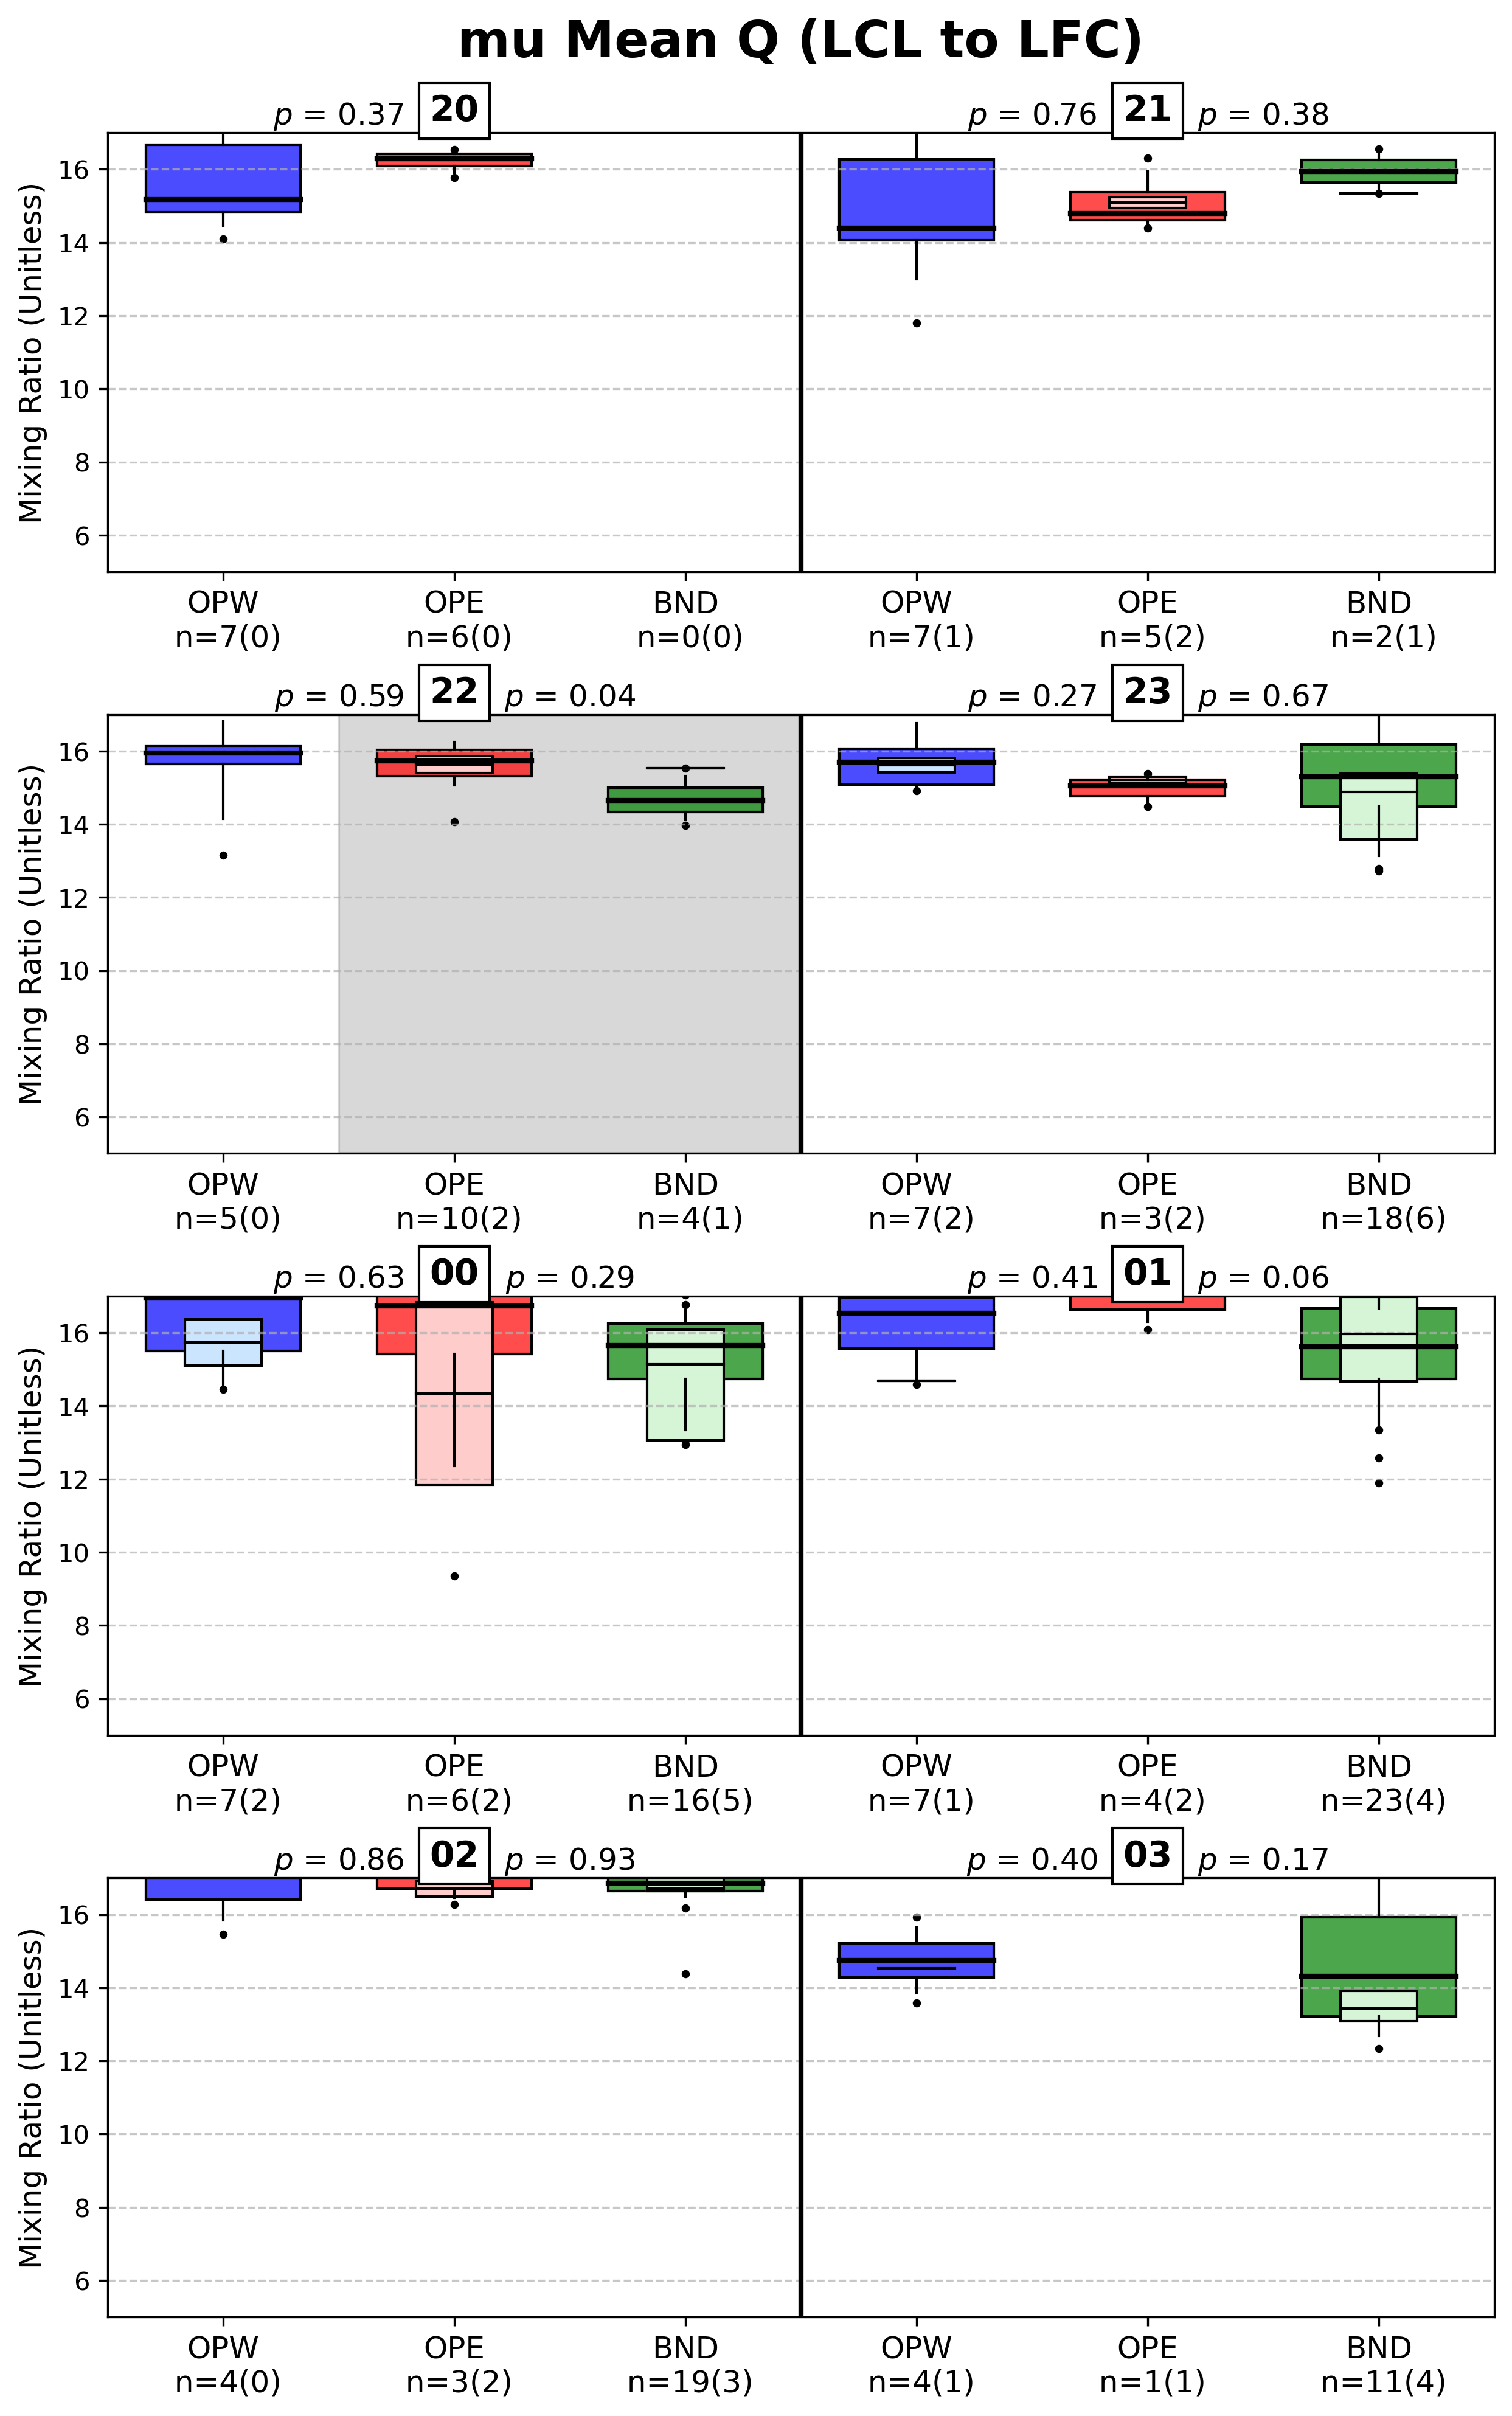 mu Mean Q (LCL to LFC)
p = 0.37 20
p = 0.76 21 p = 0.38
Mixing Ratio (Unitless)
16
14
12
10
8
6
OPW OPE BND OPW OPE BND
n=7(0) n=6(0) n=0(0) n=7(1) n=5(2) n=2(1)
p = 0.59 22 p = 0.04
p = 0.27 23 p = 0.67
Mixing Ratio (Unitless)
16
14
12
10
8
6
OPW OPE BND OPW OPE BND
n=5(0) n=10(2) n=4(1) n=7(2) n=3(2) n=18(6)
p = 0.63 00 p = 0.29
p = 0.41 01 p = 0.06
Mixing Ratio (Unitless)
16
14
12
10
8
6
OPW OPE BND OPW OPE BND
n=7(2) n=6(2) n=16(5) n=7(1) n=4(2) n=23(4)
p = 0.86 02 p = 0.93
p = 0.40 03 p = 0.17
Mixing Ratio (Unitless)
16
14
12
10
8
6
OPW OPE BND OPW OPE BND
n=4(0) n=3(2) n=19(3) n=4(1) n=1(1) n=11(4)